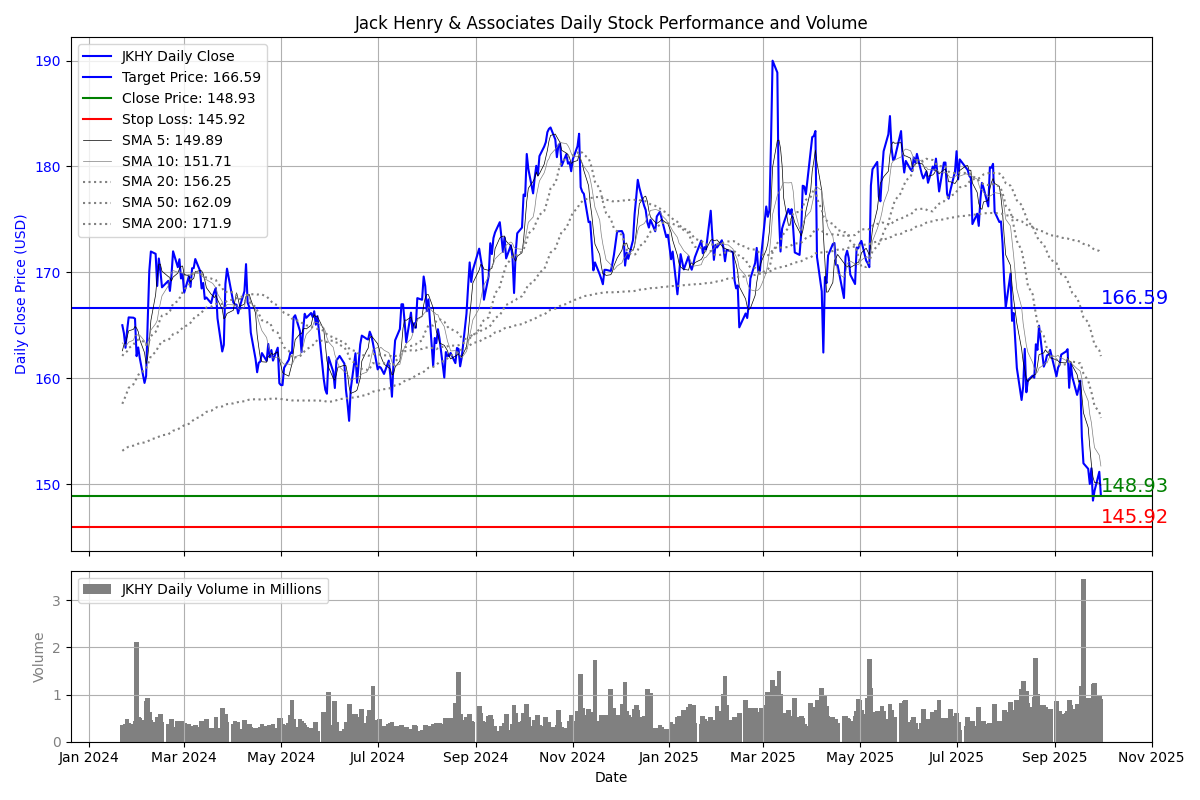 Jack Henry & Associates Daily Stock Performance and Volume
JKHY Daily Close
Target Price: 166.59
Close Price: 148.93
Stop Loss: 145.92
SMA 5: 149.89
SMA 10: 151.71
SMA 20: 156.25
SMA 50: 162.09
SMA 200: 171.9
Daily Close Price (USD)
190
180
170
160
150
166.59
148.93
145.92
JKHY Daily Volume in Millions
Volume
3
2
1
0
Jan 2024 Mar 2024 May 2024 Jul 2024 Sep 2024 Nov 2024 Jan 2025 Mar 2025 May 2025 Jul 2025 Sep 2025 Nov 2025
Date